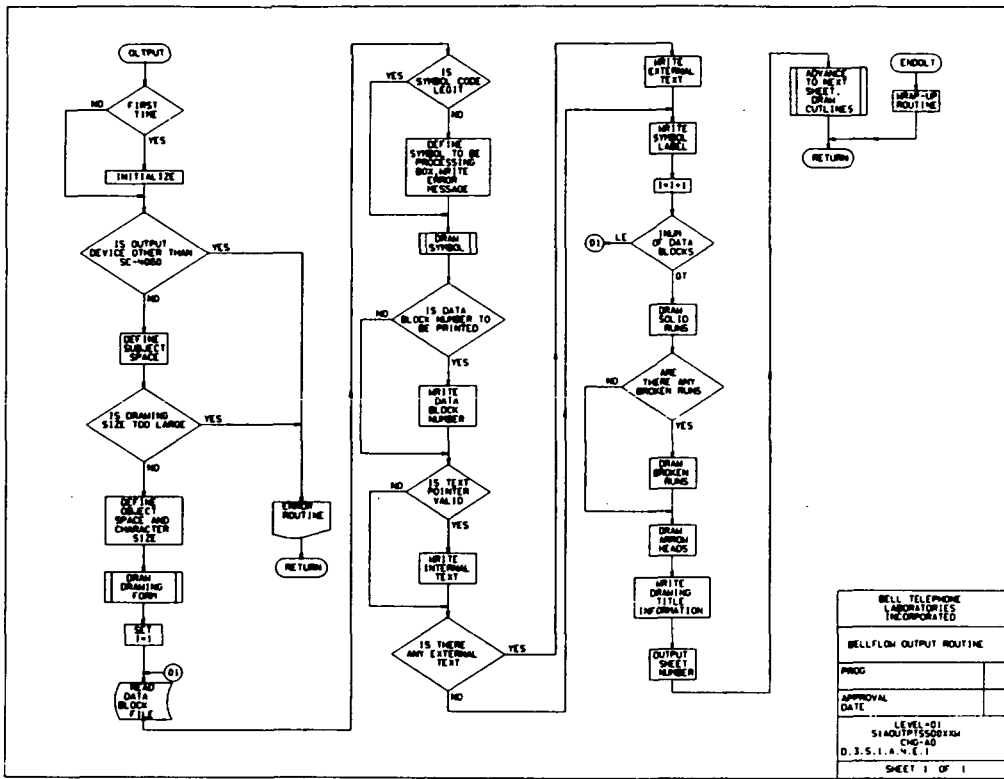 OUTPUT
FIRST
TIME
NO
YES
INITIALIZE
IS OUTPUT
DEVICE OTHER THAN
SC-4060
YES
NO
DEFINE
SUBJECT
SPACE
IS DRAWING
SIZE TOO LARGE
YES
NO
DEFINE
OBJECT
SPACE AND
CHARACTER
SIZE
ERROR
ROUTINE
RETURN
DRAW
DRAWING
FORM
SET
I=1
01
READ
DATA
BLOCK
FILE
IS
SYMBOL CODE
LEGIT
YES
NO
DEFINE
SYMBOL TO BE
PROCESSING
BOX,WRITE
ERROR
MESSAGE
DRAW
SYMBOL
IS DATA
BLOCK NUMBER TO
BE PRINTED
NO
YES
WRITE
DATA
BLOCK
NUMBER
IS TEXT
POINTER
VALID
NO
YES
WRITE
INTERNAL
TEXT
IS THERE
ANY EXTERNAL
TEXT
YES
NO
WRITE
EXTERNAL
TEXT
WRITE
SYMBOL
LABEL
I=I+1
I:NUM
OF DATA
BLOCKS
LE
01
GT
DRAW
SOLID
RUNS
ARE
THERE ANY
BROKEN RUNS
NO
YES
DRAW
BROKEN
RUNS
DRAW
ARROW
HEADS
WRITE
DRAWING
TITLE
INFORMATION
OUTPUT
SHEET
NUMBER
ADVANCE
TO NEXT
SHEET,
DRAW
CUTLINES
ENDOUT
WRAP-UP
ROUTINE
RETURN
BELL TELEPHONE
LABORATORIES
INCORPORATED
BELLFLOW OUTPUT ROUTINE
PROG
APPROVAL
DATE
LEVEL=01
CHG-A0
SHEET 1 OF 1